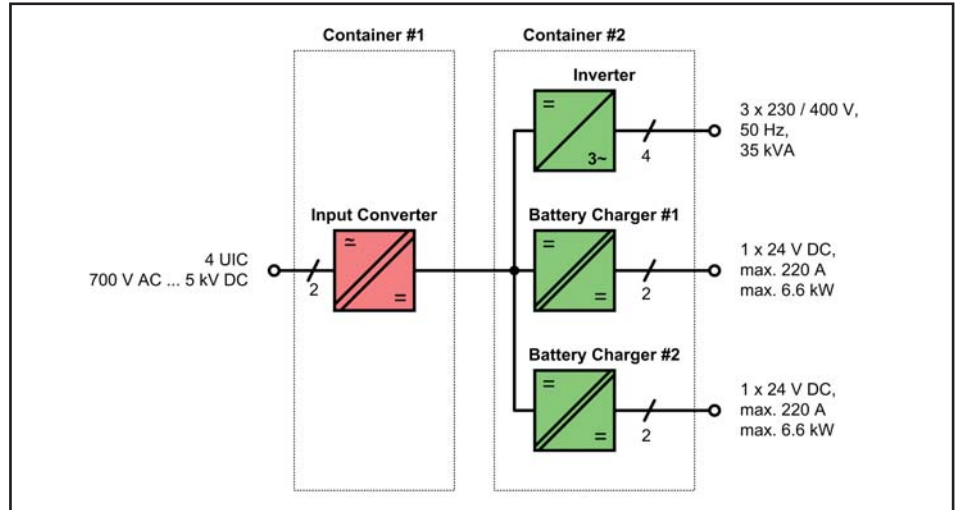 Container #1
Container #2
Inverter
=
3~
4
3 x 230 / 400 V,
50 Hz,
35 kVA
Input Converter
≃
=
4 UIC
700 V AC ... 5 kV DC
2
Battery Charger #1
=
=
2
1 x 24 V DC,
max. 220 A
max. 6.6 kW
Battery Charger #2
=
=
2
1 x 24 V DC,
max. 220 A
max. 6.6 kW